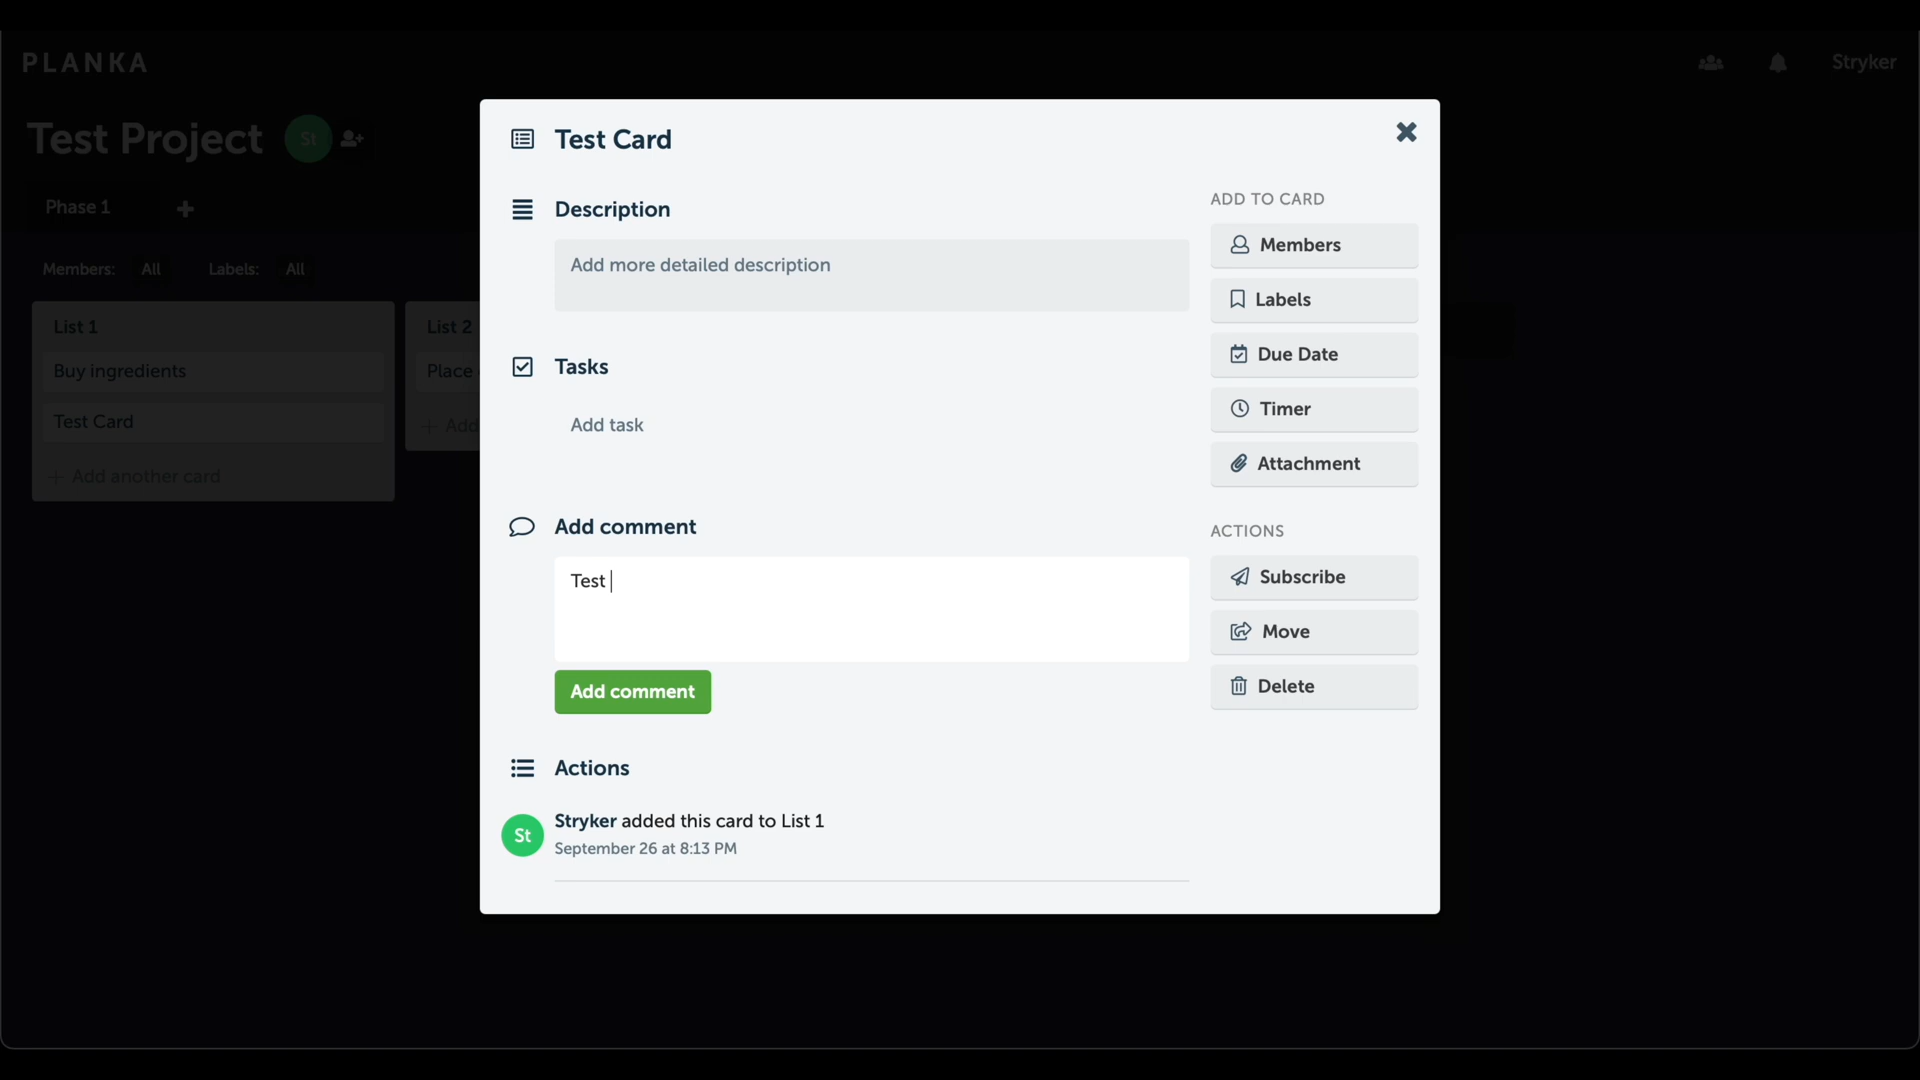 PLANKA
Stryker
Test Project St
Phase 1
Members: All Labels: All
List 1
Buy ingredients
Test Card
+ Add another card
List 2
Place
+ Add
Test Card
Description
Add more detailed description
Tasks
Add task
Add comment
Test
Add comment
Actions
St
Stryker added this card to List 1
September 26 at 8:13 PM
ADD TO CARD
Members
Labels
Due Date
Timer
Attachment
ACTIONS
Subscribe
Move
Delete